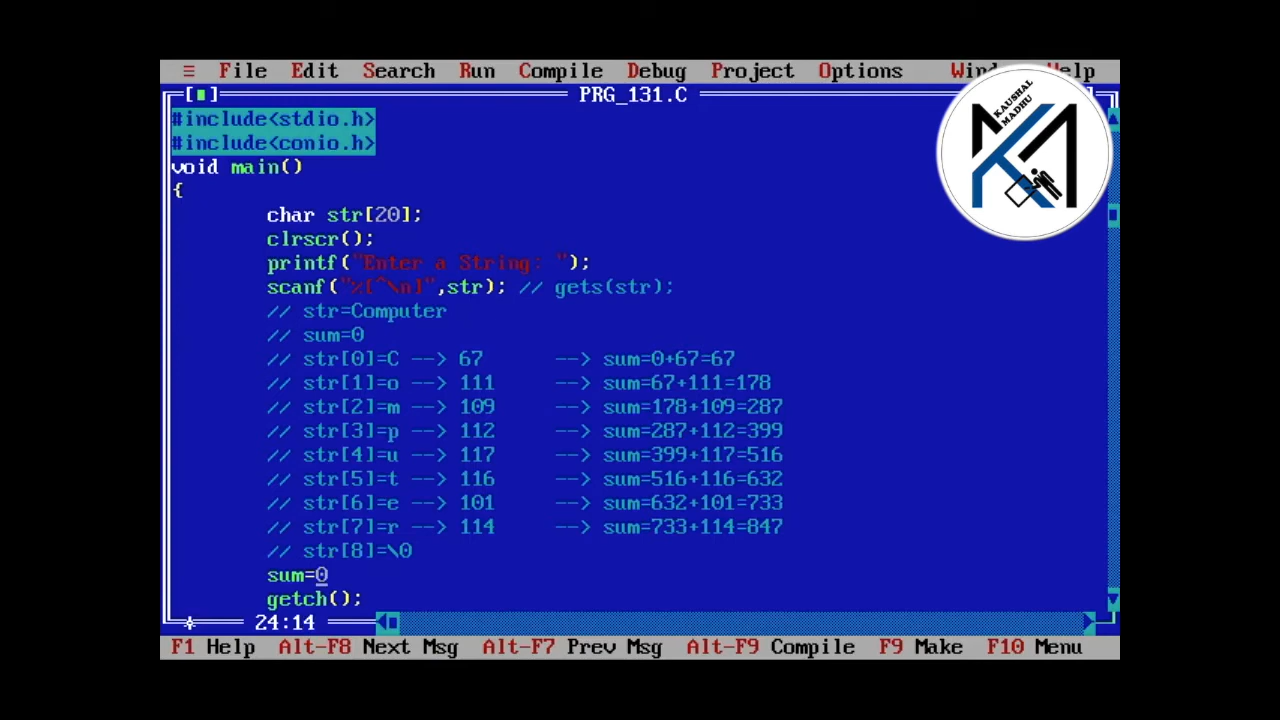 ≡ File Edit Search Run Compile Debug Project Options Wind Help
[■] PRG_131.C
KAUSHAL
MADHU
#include<stdio.h>
#include<conio.h>
void main()
{
char str[20];
clrscr();
printf("Enter a String: ");
scanf("%[^\n]",str); // gets(str);
// str=Computer
// sum=0
// str[0]=C --> 67 --> sum=0+67=67
// str[1]=o --> 111 --> sum=67+111=178
// str[2]=m --> 109 --> sum=178+109=287
// str[3]=p --> 112 --> sum=287+112=399
// str[4]=u --> 117 --> sum=399+117=516
// str[5]=t --> 116 --> sum=516+116=632
// str[6]=e --> 101 --> sum=632+101=733
// str[7]=r --> 114 --> sum=733+114=847
// str[8]=\0
sum=0
getch();
* 24:14
F1 Help Alt-F8 Next Msg Alt-F7 Prev Msg Alt-F9 Compile F9 Make F10 Menu